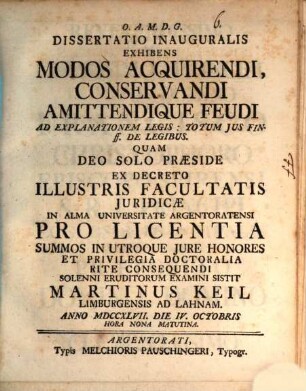 O. A. M. D. G.
6.
DISSERTATIO INAUGURALIS
EXHIBENS
MODOS ACQUIRENDI,
CONSERVANDI
AMITTENDIQUE FEUDI
AD EXPLANATIONEM LEGIS: TOTUM JUS FIN-
ff. DE LEGIBUS.
QUAM
DEO SOLO PRÆSIDE
EX DECRETO
ILLUSTRIS FACULTATIS
JURIDICÆ
IN ALMA UNIVERSITATE ARGENTORATENSI
PRO LICENTIA
SUMMOS IN UTROQUE JURE HONORES
ET PRIVILEGIA DOCTORALIA
RITE CONSEQUENDI
SOLENNI ERUDITORUM EXAMINI SISTIT
MARTINUS KEIL
LIMBURGENSIS AD LAHNAM.
ANNO MDCCXLVII. DIE IV. OCTOBRIS
HORA NONA MATUTINA.
ARGENTORATI,
Typis MELCHIORIS PAUSCHINGERI, Typogr.